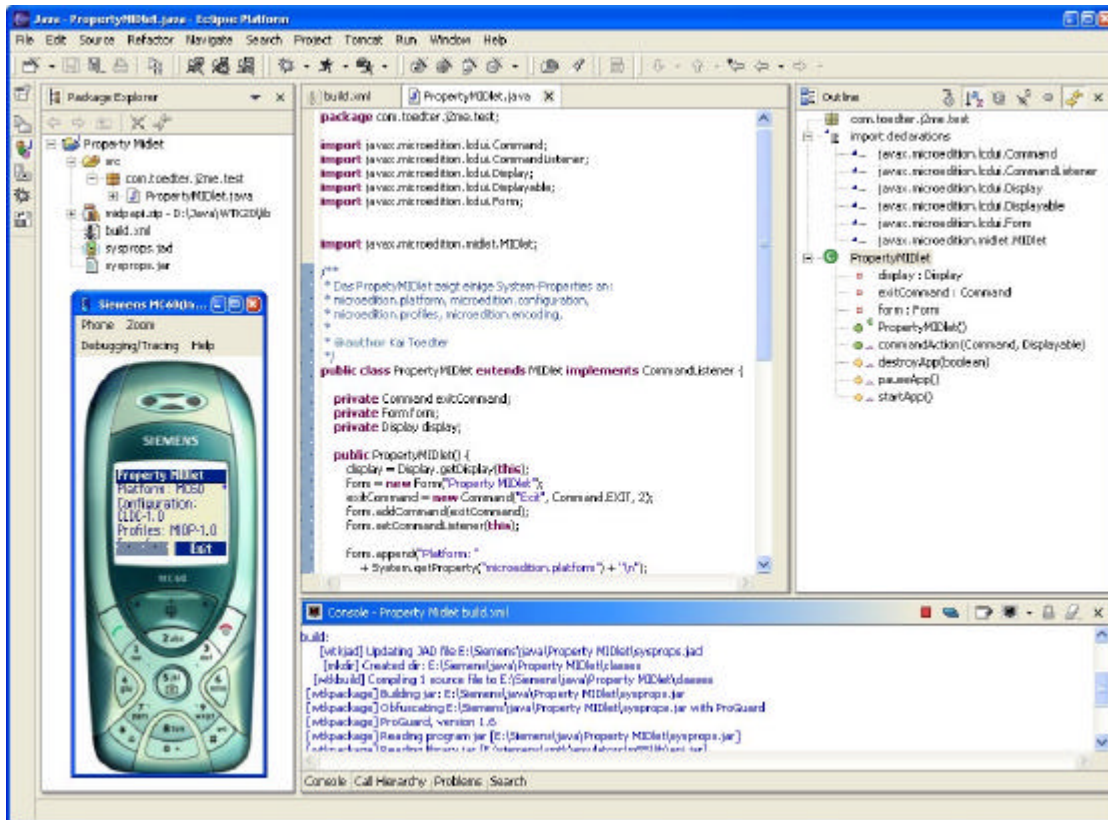 Java - PropertyMIDlet.java - Eclipse Platform
File Edit Source Refactor Navigate Search Project Tomcat Run Window Help
Package Explorer
Property Midlet
src
com.toedter.j2me.test
PropertyMIDlet.java
midpapi.zip - D:\Java\WTK20\lib
build.xml
sysprops.jad
sysprops.jar
Siemens MC60(In...
Phone Zoom
Debugging/Tracing Help
SIEMENS
Property MIDlet
Platform: MC60
Configuration:
CLDC-1.0
Profiles: MIDP-1.0
Exit
MC60
build.xml
PropertyMIDlet.java
package com.toedter.j2me.test;
import javax.microedition.lcdui.Command;
import javax.microedition.lcdui.CommandListener;
import javax.microedition.lcdui.Display;
import javax.microedition.lcdui.Displayable;
import javax.microedition.lcdui.Form;
import javax.microedition.midlet.MIDlet;
/**
* Das PropetyMIDlet zeigt einige System-Properties an:
* microedition.platform, microedition.configuration,
* microedition.profiles, microedition.encoding,
*
* @author Kai Toedter
*/
public class PropertyMIDlet extends MIDlet implements CommandListener {
private Command exitCommand;
private Form form;
private Display display;
public PropertyMIDlet() {
display = Display.getDisplay(this);
form = new Form("Property MIDlet");
exitCommand = new Command("Exit", Command.EXIT, 2);
form.addCommand(exitCommand);
form.setCommandListener(this);
form.append("Platform: "
+ System.getProperty("microedition.platform") + "\n");
Outline
com.toedter.j2me.test
import declarations
javax.microedition.lcdui.Command
javax.microedition.lcdui.CommandListener
javax.microedition.lcdui.Display
javax.microedition.lcdui.Displayable
javax.microedition.lcdui.Form
javax.microedition.midlet.MIDlet
PropertyMIDlet
display : Display
exitCommand : Command
form : Form
PropertyMIDlet()
commandAction(Command, Displayable)
destroyApp(boolean)
pauseApp()
startApp()
Console - Property Midlet build.xml
build:
[wtkjad] Updating JAD file E:\Siemens\java\Property MIDlet\sysprops.jad
[mkdir] Created dir: E:\Siemens\java\Property MIDlet\classes
[wtkbuild] Compiling 1 source file to E:\Siemens\java\Property MIDlet\classes
[wtkpackage] Building jar: E:\Siemens\java\Property MIDlet\sysprops.jar
[wtkpackage] Obfuscating E:\Siemens\java\Property MIDlet\sysprops.jar with ProGuard
[wtkpackage] ProGuard, version 1.6
[wtkpackage] Reading program jar [E:\Siemens\java\Property MIDlet\sysprops.jar]
[wtkpackage] Reading library jar
Console Call Hierarchy Problems Search